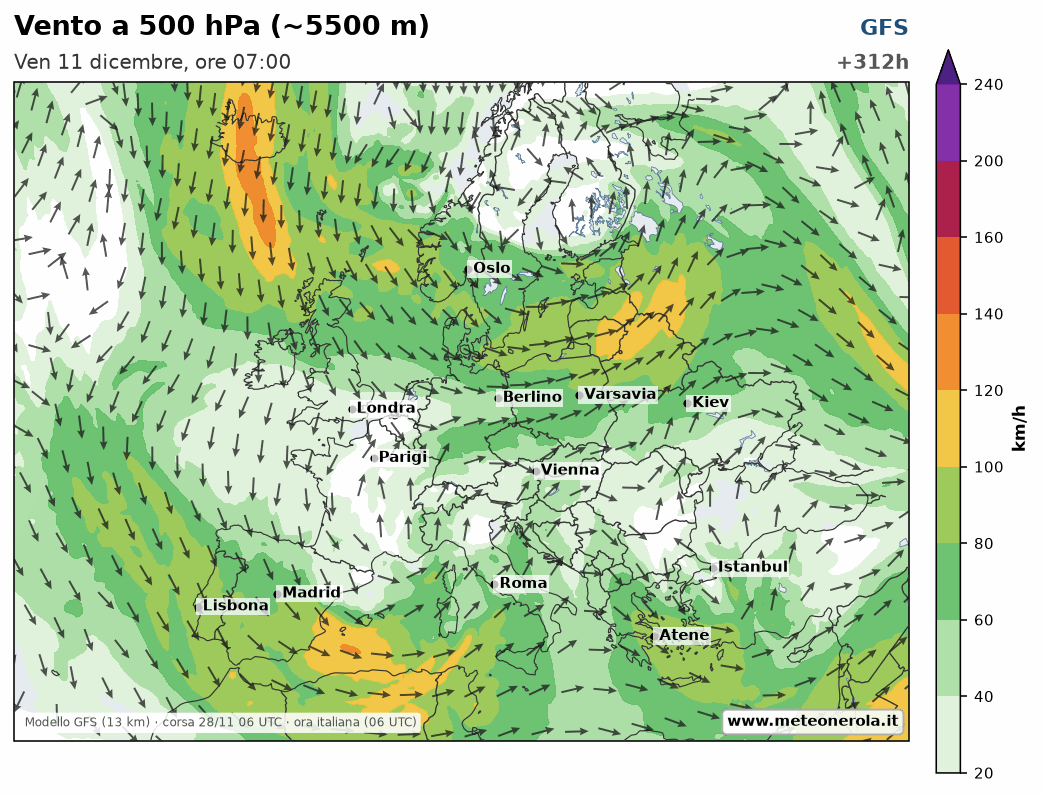 Vento a 500 hPa (~5500 m)
GFS
Ven 11 dicembre, ore 07:00
+312h
240
200
160
140
120
100
80
60
40
20
km/h
Oslo
Berlino
Varsavia
Kiev
Londra
Parigi
Vienna
Istanbul
Roma
Madrid
Lisbona
Atene
Modello GFS (13 km) · corsa 28/11 06 UTC · ora italiana (06 UTC)
www.meteonerola.it